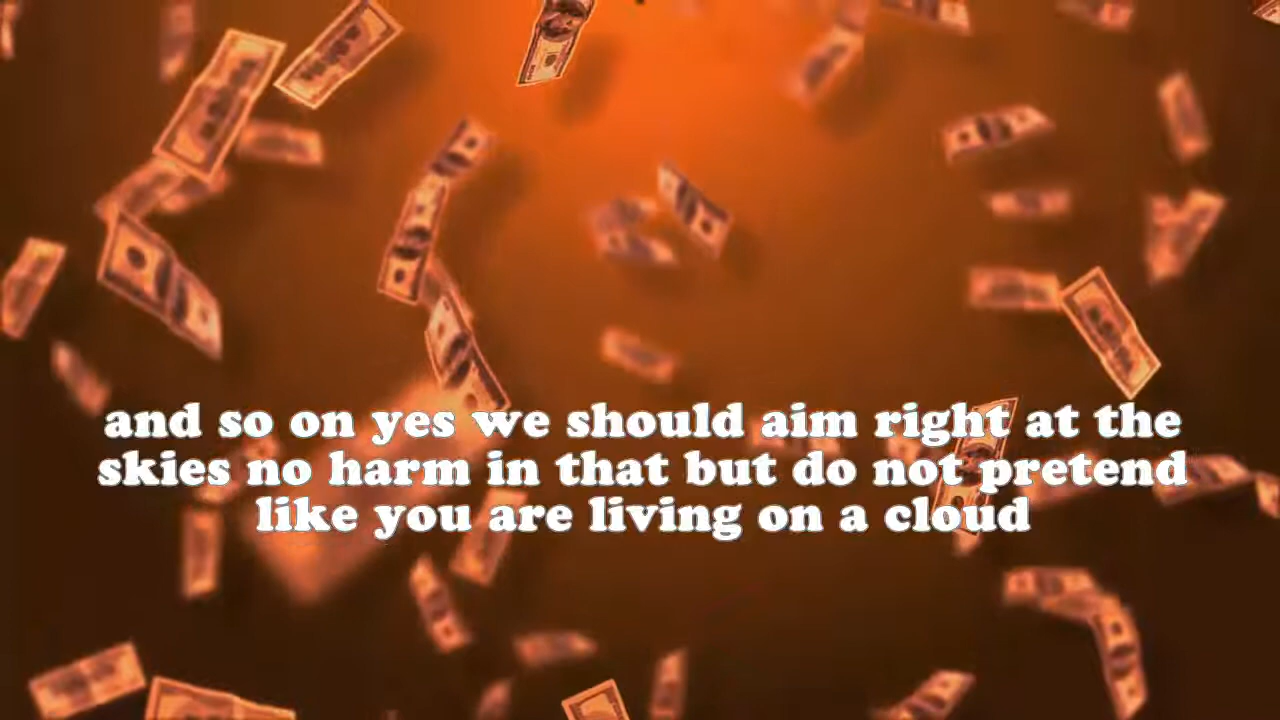 and so on yes we should aim right at the
skies no harm in that but do not pretend
like you are living on a cloud